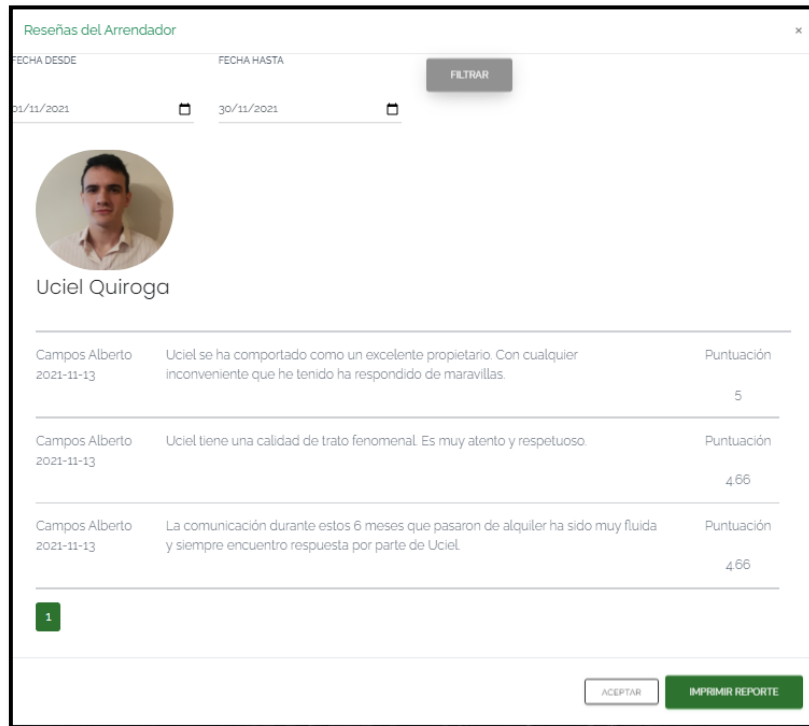 Reseñas del Arrendador ×
FECHA DESDE FECHA HASTA
FILTRAR
01/11/2021 30/11/2021
Uciel Quiroga
Campos Alberto Uciel se ha comportado como un excelente propietario. Con cualquier Puntuación
2021-11-13 inconveniente que he tenido ha respondido de maravillas.
5
Campos Alberto Uciel tiene una calidad de trato fenomenal. Es muy atento y respetuoso. Puntuación
2021-11-13
4.66
Campos Alberto La comunicación durante estos 6 meses que pasaron de alquiler ha sido muy fluida Puntuación
2021-11-13 y siempre encuentro respuesta por parte de Uciel.
4.66
1
ACEPTAR IMPRIMIR REPORTE